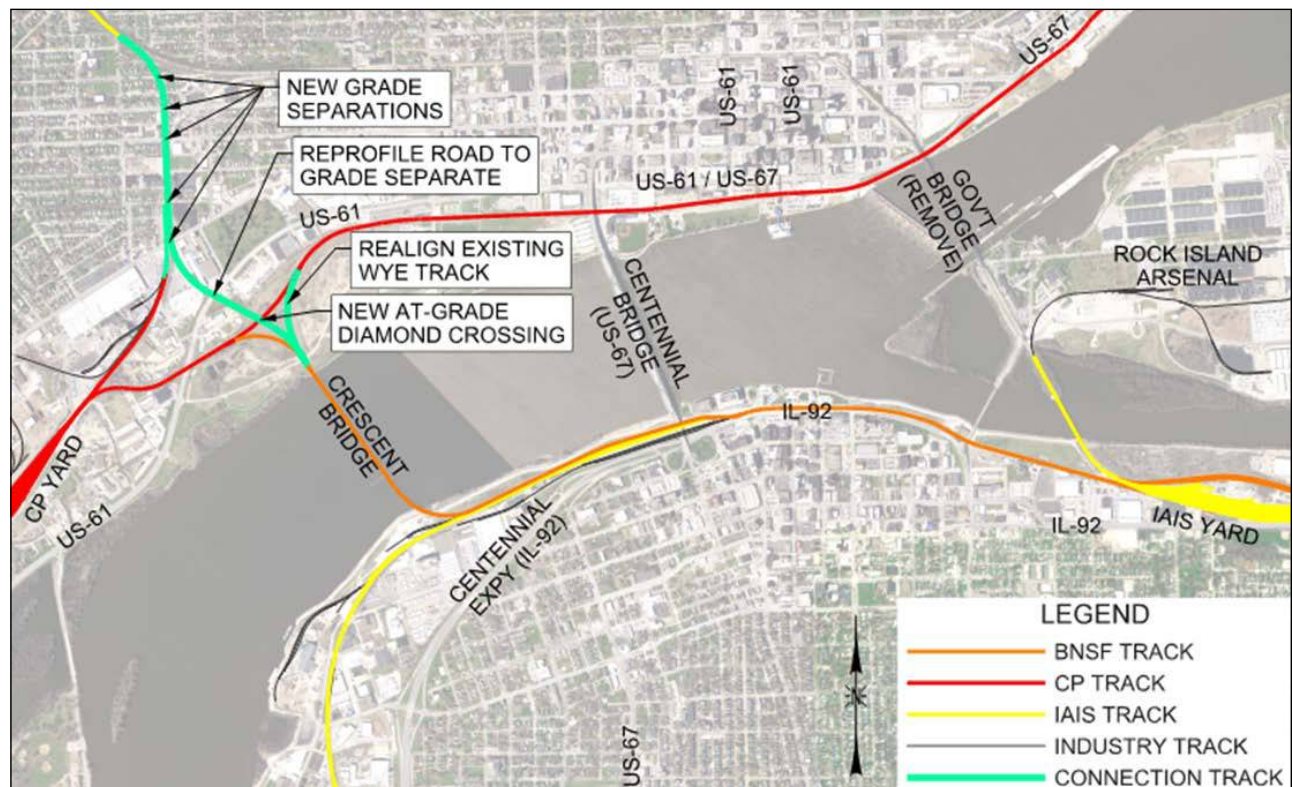 US-67
NEW GRADE
SEPARATIONS
US-61
US-61
REPROFILE ROAD TO
GRADE SEPARATE
US-61 / US-67
GOV'T
BRIDGE
(REMOVE)
US-61
REALIGN EXISTING
WYE TRACK
ROCK ISLAND
ARSENAL
NEW AT-GRADE
DIAMOND CROSSING
CENTENNIAL
BRIDGE
(US-67)
CRESCENT
BRIDGE
IL-92
CP YARD
US-61
CENTENNIAL
EXPY (IL-92)
IL-92
IAIS YARD
US-67
N
LEGEND
BNSF TRACK
CP TRACK
IAIS TRACK
INDUSTRY TRACK
CONNECTION TRACK